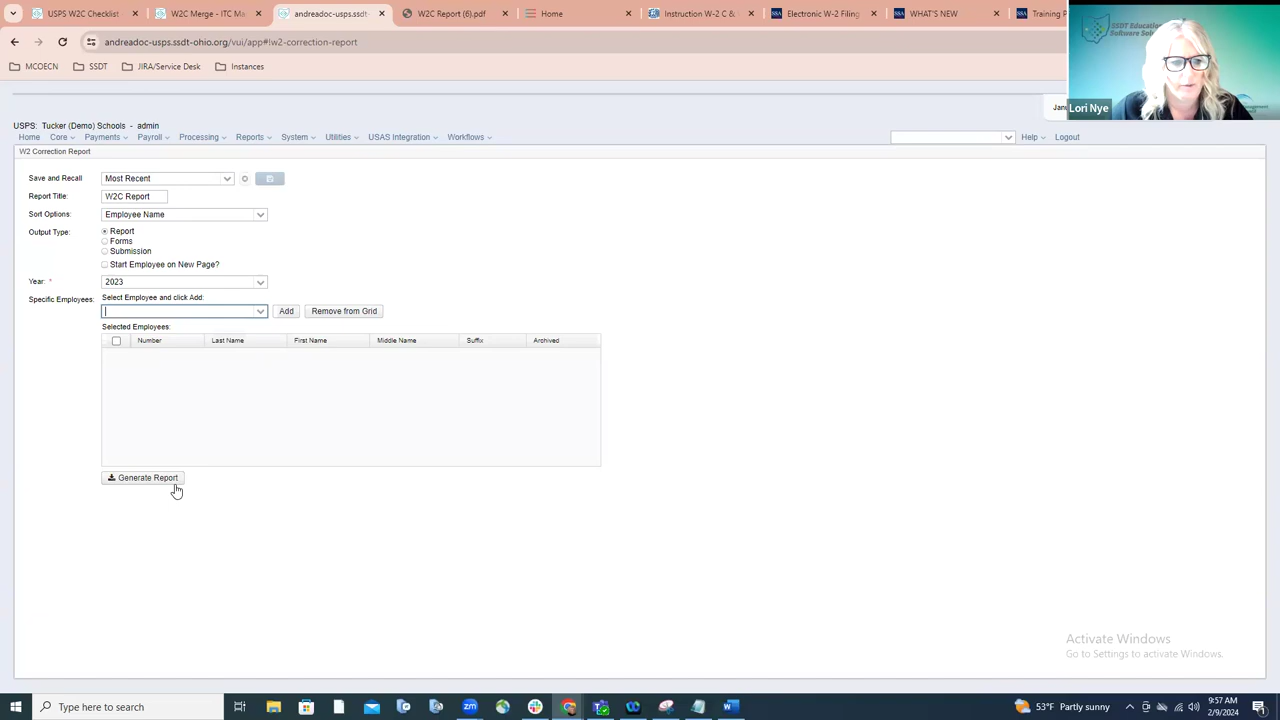 USPS W2C Checklist
W2C Merge - ITC Ma
andreadoc-usps.ssdt
W2C Report (6).pdf
Home
Instruction W-2 C &
Electronic W-2 Filing
WHAT'S NEW
Training P
andreadoc-usps.ssdt-ohio.org/vui/app#!w2-correction-report
MCOECN
SSDT
JIRA/Service Desk
Instances
SSDT Education
Lori Nye
USPS: Tucker (Demo) Schools - admin
Home Core Payments Payroll Processing Reports System Utilities USAS Integration Workflows Help Logout
W2 Correction Report
Save and Recall Most Recent
Report Title: W2C Report
Sort Options: Employee Name
Output Type: Report
Forms
Submission
Start Employee on New Page?
Year: * 2023
Specific Employees: Select Employee and click Add:
Add Remove from Grid
Selected Employees:
Number Last Name First Name Middle Name Suffix Archived
Generate Report
Activate Windows
Go to Settings to activate Windows.
Type here to search
53°F Partly sunny
9:57 AM
2/9/2024